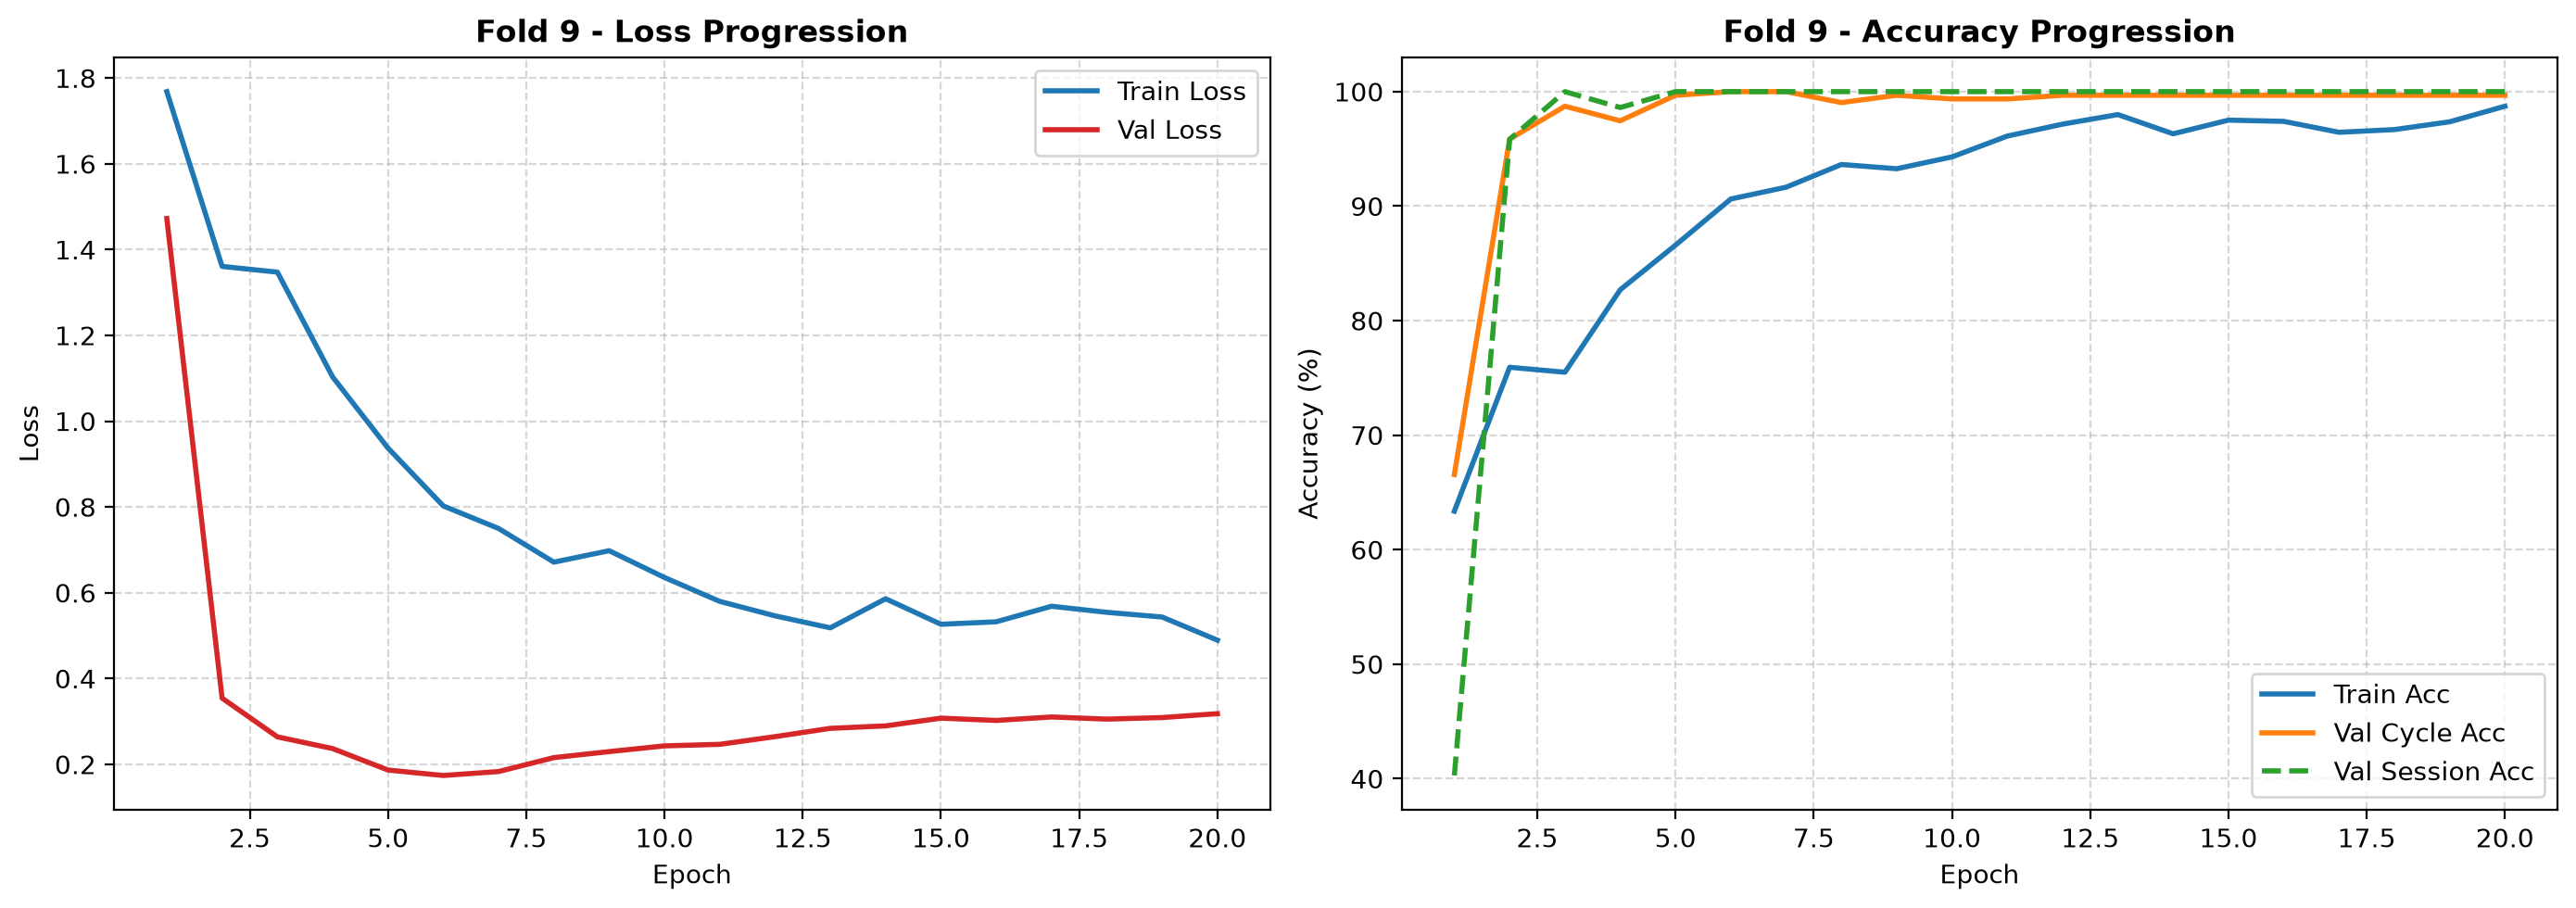 Fold 9 - Loss Progression
1.8
1.6
1.4
1.2
1.0
0.8
0.6
0.4
0.2
Loss
Train Loss
Val Loss
2.5 5.0 7.5 10.0 12.5 15.0 17.5 20.0
Epoch
Fold 9 - Accuracy Progression
100
90
80
70
60
50
40
Accuracy (%)
Train Acc
Val Cycle Acc
Val Session Acc
2.5 5.0 7.5 10.0 12.5 15.0 17.5 20.0
Epoch